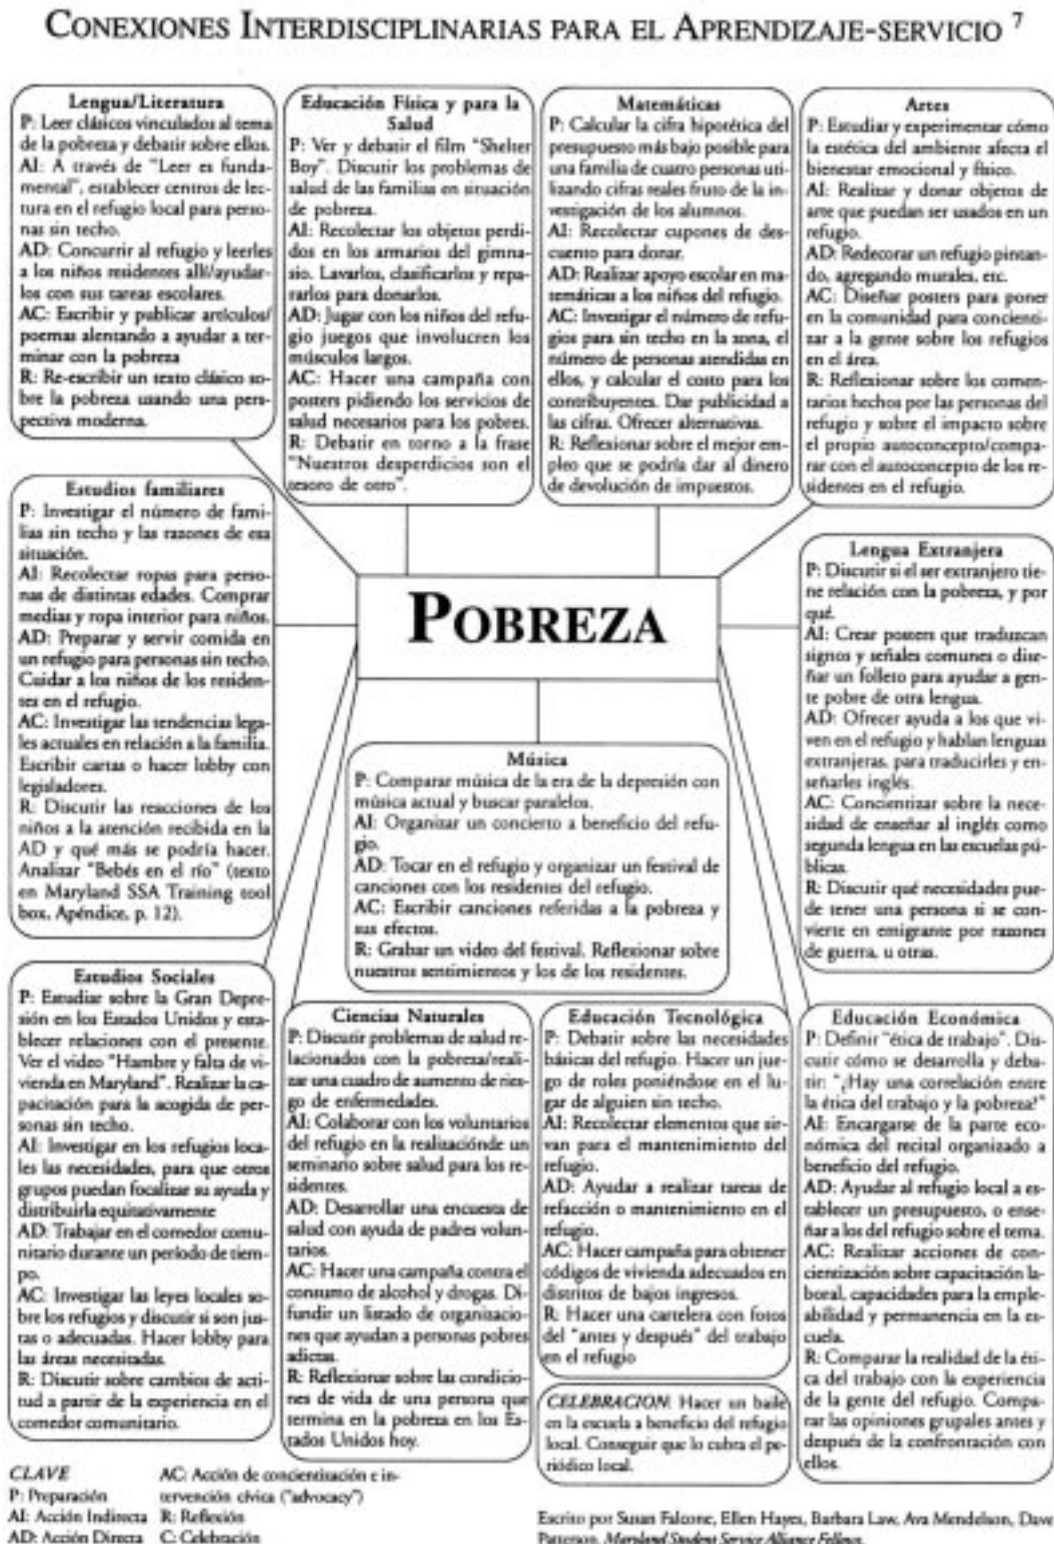 CONEXIONES INTERDISCIPLINARIAS PARA EL APRENDIZAJE-SERVICIO 7
Lengua/Literatura
P: Leer clásicos vinculados al tema
de la pobreza y debatir sobre ellos.
AI: A través de "Leer es funda-
mental", establecer centros de lec-
tura en el refugio local para perso-
nas sin techo.
AD: Concurrir al refugio y leerles
a los niños residentes allí/ayudar-
los con sus tareas escolares.
AC: Escribir y publicar artículos/
poemas alentando a ayudar a ter-
minar con la pobreza
R: Re-escribir un texto clásico so-
bre la pobreza usando una pers-
pectiva moderna.
Educación Física y para la
Salud
P: Ver y debatir el film "Shelter
Boy". Discutir los problemas de
salud de las familias en situación
de pobreza.
AI: Recolectar los objetos perdi-
dos en los armarios del gimna-
sio. Lavarlos, clasificarlos y repa-
rarlos para donarlos.
AD: Jugar con los niños del refu-
gio juegos que involucren los
músculos largos.
AC: Hacer una campaña con
posters pidiendo los servicios de
salud necesarios para los pobres.
R: Debatir en torno a la frase
"Nuestros desperdicios son el
tesoro de otro".
Matemáticas
P: Calcular la cifra hipotética del
presupuesto más bajo posible para
una familia de cuatro personas uti-
lizando cifras reales fruto de la in-
vestigación de los alumnos.
AI: Recolectar cupones de des-
cuento para donar.
AD: Realizar apoyo escolar en ma-
temáticas a los niños del refugio.
AC: Investigar el número de refu-
gios para sin techo en la zona, el
número de personas atendidas en
ellos, y calcular el costo para los
contribuyentes. Dar publicidad a
las cifras. Ofrecer alternativas.
R: Reflexionar sobre el mejor em-
pleo que se podría dar al dinero
de devolución de impuestos.
Artes
P: Estudiar y experimentar cómo
la estética del ambiente afecta el
bienestar emocional y físico.
AI: Realizar y donar objetos de
arte que puedan ser usados en un
refugio.
AD: Redecorar un refugio pintan-
do, agregando murales, etc.
AC: Diseñar posters para poner
en la comunidad para concienti-
zar a la gente sobre los refugios
en el área.
R: Reflexionar sobre los comen-
tarios hechos por las personas del
refugio y sobre el impacto sobre
el propio autoconcepto/compa-
rar con el autoconcepto de los re-
sidentes en el refugio.
Estudios familiares
P: Investigar el número de fami-
lias sin techo y las razones de esa
situación.
AI: Recolectar ropas para perso-
nas de distintas edades. Comprar
medias y ropa interior para niños.
AD: Preparar y servir comida en
un refugio para personas sin techo.
Cuidar a los niños de los residen-
tes en el refugio.
AC: Investigar las tendencias lega-
les actuales en relación a la familia.
Escribir cartas o hacer lobby con
legisladores.
R: Discutir las reacciones de los
niños a la atención recibida en la
AD y qué más se podría hacer.
Analizar "Bebés en el río" (texto
en Maryland SSA Training tool
box, Apéndice, p. 12).
POBREZA
Lengua Extranjera
P: Discutir si el ser extranjero tie-
ne relación con la pobreza, y por
qué.
AI: Crear posters que traduzcan
signos y señales comunes o dise-
ñar un folleto para ayudar a gen-
te pobre de otra lengua.
AD: Ofrecer ayuda a los que vi-
ven en el refugio y hablan lenguas
extranjeras, para traducirles y en-
señarles inglés.
AC: Concientizar sobre la nece-
sidad de enseñar al inglés como
segunda lengua en las escuelas pú-
blicas.
R: Discutir qué necesidades pue-
de tener una persona si se con-
vierte en emigrante por razones
de guerra, u otras.
Música
P: Comparar música de la era de la depresión con
música actual y buscar paralelos.
AI: Organizar un concierto a beneficio del refu-
gio.
AD: Tocar en el refugio y organizar un festival de
canciones con los residentes del refugio.
AC: Escribir canciones referidas a la pobreza y
sus efectos.
R: Grabar un video del festival. Reflexionar sobre
nuestros sentimientos y los de los residentes.
Estudios Sociales
P: Estudiar sobre la Gran Depre-
sión en los Estados Unidos y esta-
blecer relaciones con el presente.
Ver el video "Hambre y falta de vi-
vienda en Maryland". Realizar la ca-
pacitación para la acogida de per-
sonas sin techo.
AI: Investigar en los refugios loca-
les las necesidades, para que otros
grupos puedan focalizar su ayuda y
distribuirla equitativamente
AD: Trabajar en el comedor comu-
nitario durante un período de tiem-
po.
AC: Investigar las leyes locales so-
bre los refugios y discutir si son jus-
tas o adecuadas. Hacer lobby para
las áreas necesitadas.
R: Discutir sobre cambios de acti-
tud a partir de la experiencia en el
comedor comunitario.
Ciencias Naturales
P: Discutir problemas de salud re-
lacionados con la pobreza/reali-
zar una cuadro de aumento de ries-
go de enfermedades.
AI: Colaborar con los voluntarios
del refugio en la realizaciónde un
seminario sobre salud para los re-
sidentes.
AD: Desarrollar una encuesta de
salud con ayuda de padres volun-
tarios.
AC: Hacer una campaña contra el
consumo de alcohol y drogas. Di-
fundir un listado de organizacio-
nes que ayudan a personas pobres
adictas.
R: Reflexionar sobre las condicio-
nes de vida de una persona que
termina en la pobreza en los Es-
tados Unidos hoy.
Educación Tecnológica
P: Debatir sobre las necesidades
básicas del refugio. Hacer un jue-
go de roles poniéndose en el lu-
gar de alguien sin techo.
AI: Recolectar elementos que sir-
van para el mantenimiento del
refugio.
AD: Ayudar a realizar tareas de
refacción o mantenimiento en el
refugio.
AC: Hacer campaña para obtener
códigos de vivienda adecuados en
distritos de bajos ingresos.
R: Hacer una cartelera con fotos
del "antes y después" del trabajo
en el refugio
CELEBRACION: Hacer un baile
en la escuela a beneficio del refugio
local. Conseguir que lo cubra el pe-
riódico local.
Educación Económica
P: Definir "ética de trabajo". Dis-
cutir cómo se desarrolla y deba-
tir: "¿Hay una correlación entre
la ética del trabajo y la pobreza?"
AI: Encargarse de la parte eco-
nómica del recital organizado a
beneficio del refugio.
AD: Ayudar al refugio local a es-
tablecer un presupuesto, o ense-
ñar a los del refugio sobre el tema.
AC: Realizar acciones de con-
cientización sobre capacitación la-
boral, capacidades para la emple-
abilidad y permanencia en la es-
cuela.
R: Comparar la realidad de la éti-
ca del trabajo con la experiencia
de la gente del refugio. Compa-
rar las opiniones grupales antes y
después de la confrontación con
ellos.
CLAVE
P: Preparación
AI: Acción Indirecta
AD: Acción Directa
AC: Acción de concientización e in-
tervención cívica ("advocacy")
R: Reflexión
C: Celebración
Escrito por Susan Falcone, Ellen Hayes, Barbara Law, Ava Mendelson, Dave
Patterson, Maryland Student Service Alliance Fellows.